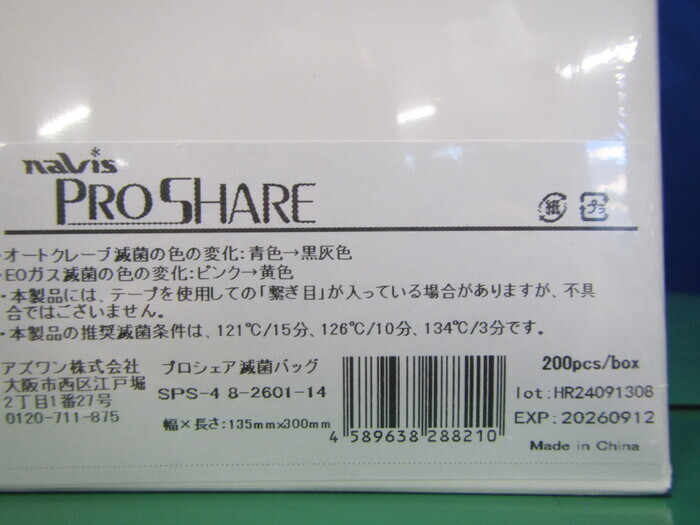 navis
PRO SHARE
紙 プラ
・オートクレーブ滅菌の色の変化：青色→黒灰色
・EOガス滅菌の色の変化：ピンク→黄色
・本製品には、テープを使用しての「繋ぎ目」が入っている場合がありますが、不具
合ではございません。
・本製品の推奨滅菌条件は、121℃/15分、126℃/10分、134℃/3分です。
アズワン株式会社
大阪市西区江戸堀
2丁目1番27号
0120-711-875
プロシェア滅菌バッグ
SPS-4 8-2601-14
幅×長さ：135mmx300mm
4 589638 288210
200pcs/box
lot: HR24091308
EXP: 20260912
Made in China